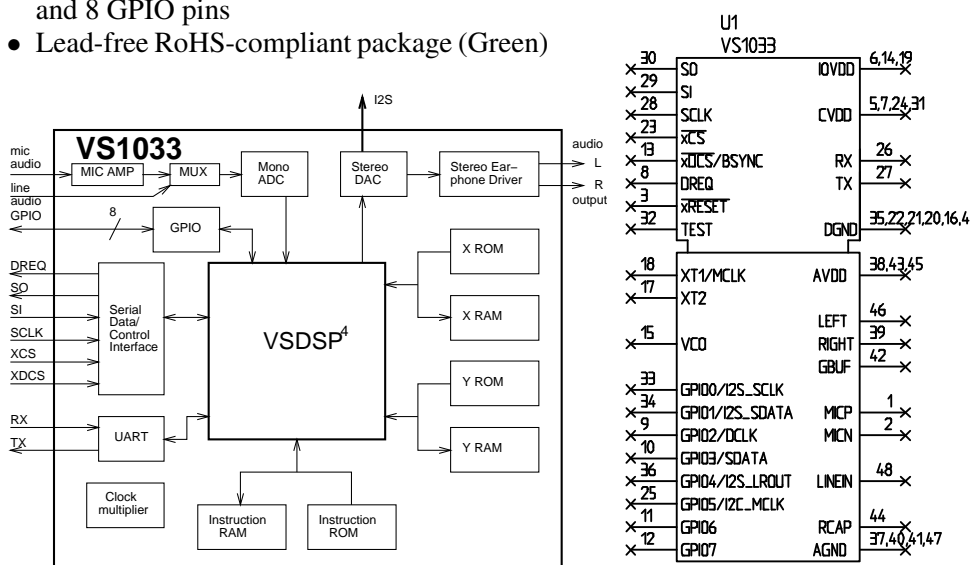 and 8 GPIO pins
• Lead-free RoHS-compliant package (Green)
I2S
VS1033
mic
audio
MIC AMP
MUX
Mono
ADC
Stereo
DAC
Stereo Ear–
phone Driver
audio
L
R
output
line
audio
GPIO
8
GPIO
DREQ
SO
SI
SCLK
XCS
XDCS
Serial
Data/
Control
Interface
VSDSP4
X ROM
X RAM
Y ROM
Y RAM
RX
TX
UART
Clock
multiplier
Instruction
RAM
Instruction
ROM
U1
VS1033
30 SO IOVDD 6,14,19
29 SI
28 SCLK CVDD 5,7,24,31
23 xCS
13 xDCS/BSYNC RX 26
8 DREQ TX 27
3 xRESET
32 TEST DGND 35,22,21,20,16,4
18 XT1/MCLK AVDD 38,43,45
17 XT2
LEFT 46
15 VCO RIGHT 39
GBUF 42
33 GPIO0/I2S_SCLK
34 GPIO1/I2S_SDATA MICP 1
9 GPIO2/DCLK MICN 2
10 GPIO3/SDATA
36 GPIO4/I2S_LROUT LINEIN 48
25 GPIO5/I2C_MCLK
11 GPIO6 RCAP 44
12 GPIO7 AGND 37,40,41,47